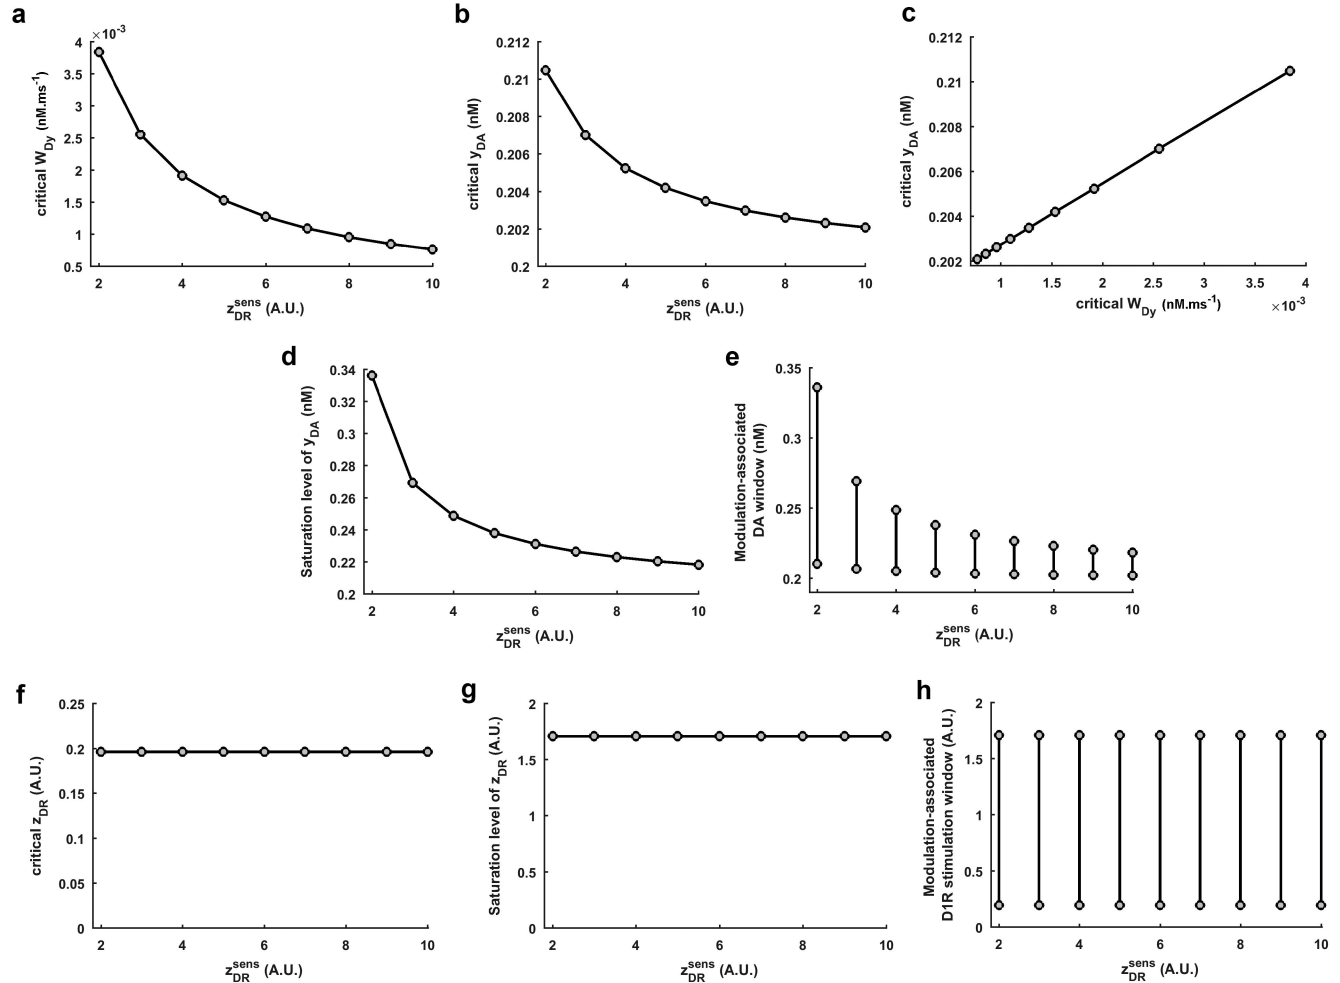 a
×10⁻³
4
3.5
3
2.5
2
1.5
1
0.5
2 4 6 8 10
critical W_Dy (nM.ms⁻¹)
z_DR^sens (A.U.)
b
0.212
0.21
0.208
0.206
0.204
0.202
0.2
2 4 6 8 10
critical y_DA (nM)
z_DR^sens (A.U.)
c
0.212
0.21
0.208
0.206
0.204
0.202
1 1.5 2 2.5 3 3.5 4
critical y_DA (nM)
critical W_Dy (nM.ms⁻¹)
×10⁻³
d
0.34
0.32
0.3
0.28
0.26
0.24
0.22
0.2
2 4 6 8 10
Saturation level of y_DA (nM)
z_DR^sens (A.U.)
e
0.35
0.3
0.25
0.2
2 4 6 8 10
Modulation-associated
DA window (nM)
z_DR^sens (A.U.)
f
0.25
0.2
0.15
0.1
0.05
0
2 4 6 8 10
critical z_DR (A.U.)
z_DR^sens (A.U.)
g
2
1.5
1
0.5
0
2 4 6 8 10
Saturation level of z_DR (A.U.)
z_DR^sens (A.U.)
h
2
1.5
1
0.5
0
2 4 6 8 10
Modulation-associated
D1R stimulation window (A.U.)
z_DR^sens (A.U.)